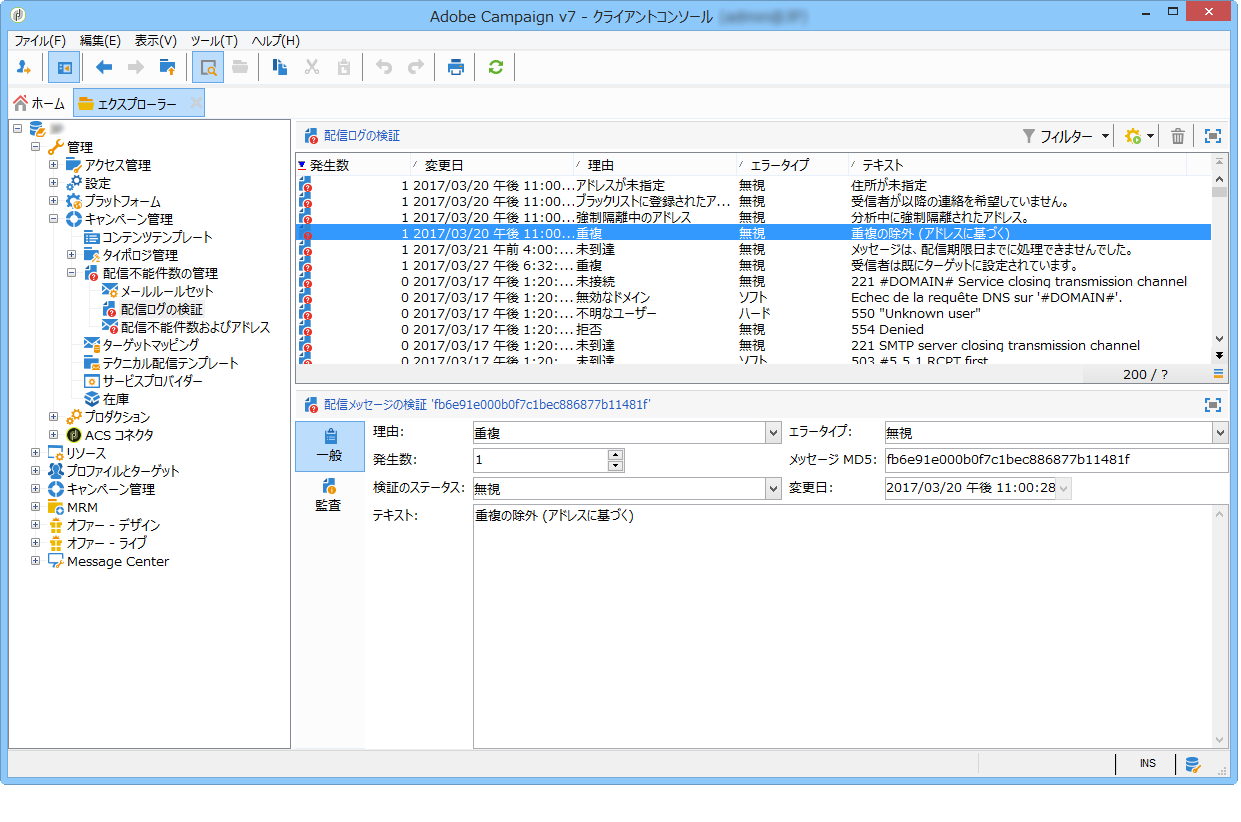 Adobe Campaign v7 - クライアントコンソール
ファイル(F) 編集(E) 表示(V) ツール(T) ヘルプ(H)
ホーム エクスプローラー
管理
アクセス管理
設定
プラットフォーム
キャンペーン管理
コンテンツテンプレート
タイポロジ管理
配信不能件数の管理
メールルールセット
配信ログの検証
配信不能件数およびアドレス
ターゲットマッピング
テクニカル配信テンプレート
サービスプロバイダー
在庫
プロダクション
ACS コネクタ
リソース
プロファイルとターゲット
キャンペーン管理
MRM
オファー - デザイン
オファー - ライブ
Message Center
配信ログの検証 フィルター
発生数 変更日 理由 エラータイプ テキスト
1 2017/03/20 午後 11:00... アドレスが未指定 無視 住所が未指定
1 2017/03/20 午後 11:00... ブラックリストに登録されたア... 無視 受信者が以降の連絡を希望していません。
1 2017/03/20 午後 11:00... 強制隔離中のアドレス 無視 分析中に強制隔離されたアドレス。
1 2017/03/20 午後 11:00... 重複 無視 重複の除外 (アドレスに基づく)
1 2017/03/21 午前 4:00:... 未到達 無視 メッセージは、配信期限日までに処理できませんでした。
1 2017/03/27 午後 6:32:... 重複 無視 受信者は既にターゲットに設定されています。
0 2017/03/17 午後 1:20:... 未接続 無視 221 #DOMAIN# Service closing transmission channel
0 2017/03/17 午後 1:20:... 無効なドメイン ソフト Echec de la requête DNS sur '#DOMAIN#'.
0 2017/03/17 午後 1:20:... 不明なユーザー ハード 550 "Unknown user"
0 2017/03/17 午後 1:20:... 拒否 無視 554 Denied
0 2017/03/17 午後 1:20:... 未到達 無視 221 SMTP server closing transmission channel
0 2017/03/17 午後 1:20:... 未到達 ソフト 503 #5.5.1 RCPT first
200 / ?
配信メッセージの検証 'fb6e91e000b0f7c1bec886877b11481f'
一般
監査
理由: 重複 エラータイプ: 無視
発生数: 1 メッセージ MD5: fb6e91e000b0f7c1bec886877b11481f
検証のステータス: 無視 変更日: 2017/03/20 午後 11:00:28
テキスト: 重複の除外 (アドレスに基づく)
INS